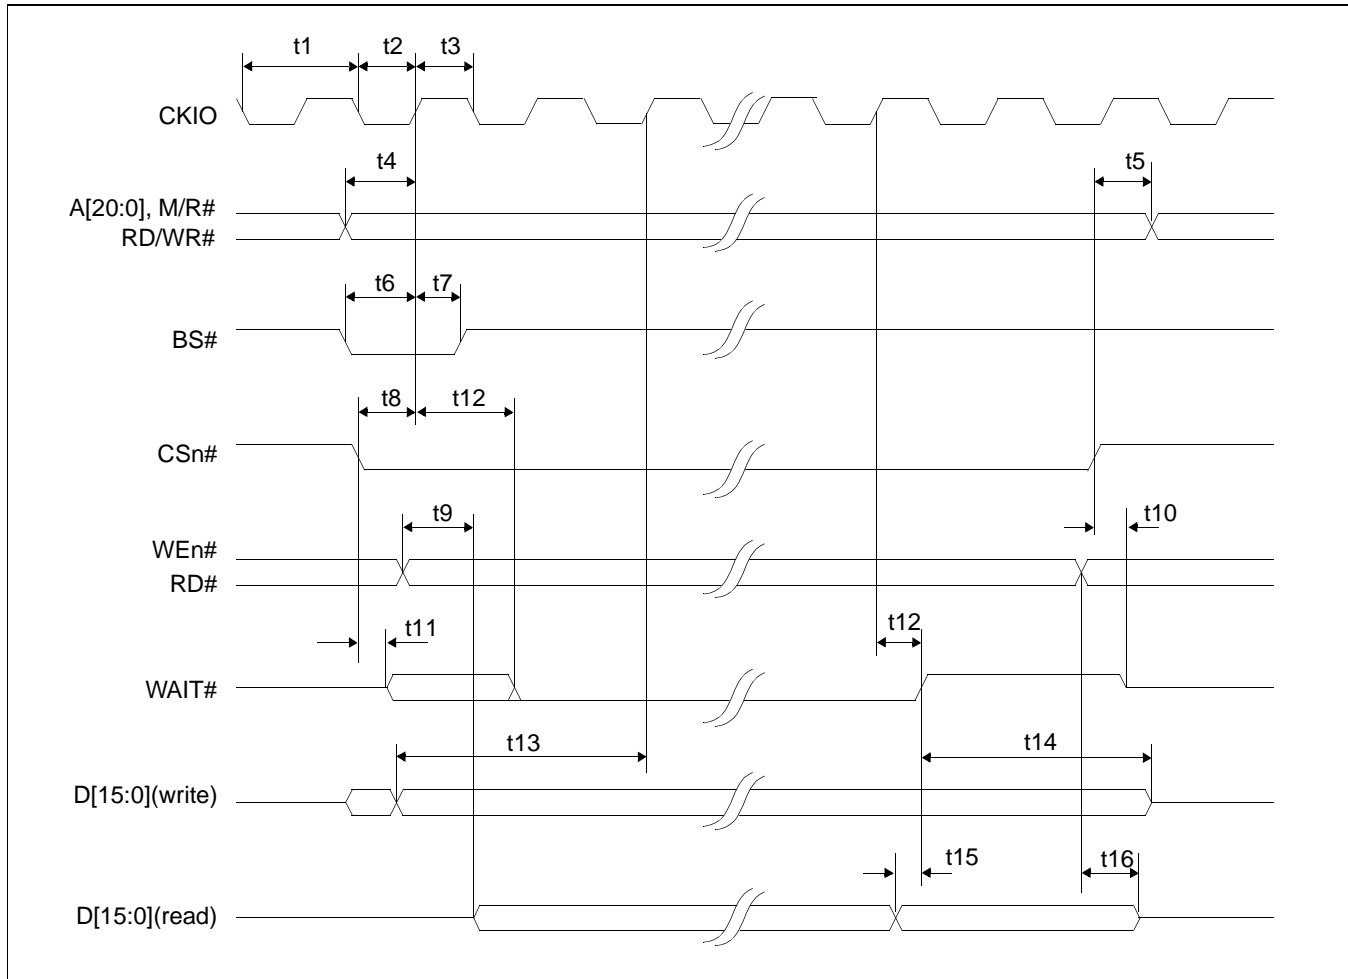 t1 t2 t3
CKIO
t4 t5
A[20:0], M/R#
RD/WR#
t6 t7
BS#
t8 t12
CSn#
t9 t10
WEn#
RD#
t11 t12
WAIT#
t13 t14
D[15:0](write)
t15 t16
D[15:0](read)